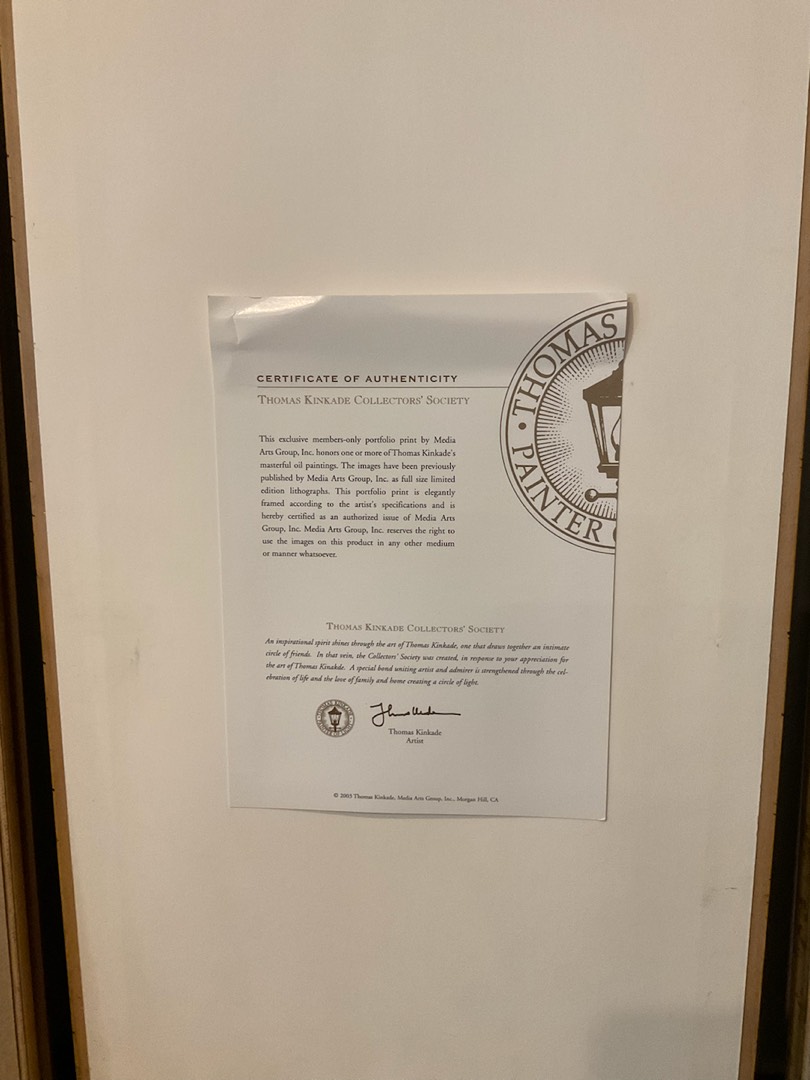 CERTIFICATE OF AUTHENTICITY
THOMAS KINKADE COLLECTORS' SOCIETY
THOMAS
PAINTER
This exclusive members-only portfolio print by Media
Arts Group, Inc. honors one or more of Thomas Kinkade's
masterful oil paintings. The images have been previously
published by Media Arts Group, Inc. as full size limited
edition lithographs. This portfolio print is elegantly
framed according to the artist's specifications and is
hereby certified as an authorized issue of Media Arts
Group, Inc. Media Arts Group, Inc. reserves the right to
use the images on this product in any other medium
or manner whatsoever.
THOMAS KINKADE COLLECTORS' SOCIETY
An inspirational spirit shines through the art of Thomas Kinkade, one that draws together an intimate
circle of friends. In that vein, the Collectors' Society was created, in response to your appreciation for
the art of Thomas Kinakde. A special bond uniting artist and admirer is strengthened through the cel-
ebration of life and the love of family and home creating a circle of light.
Thomas Kinkade
Artist
© 2003 Thomas Kinkade, Media Arts Group, Inc., Morgan Hill, CA